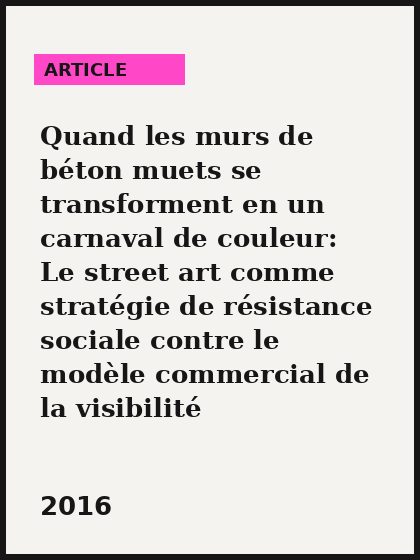 ARTICLE
Quand les murs de
béton muets se
transforment en un
carnaval de couleur:
Le street art comme
stratégie de résistance
sociale contre le
modèle commercial de
la visibilité
2016